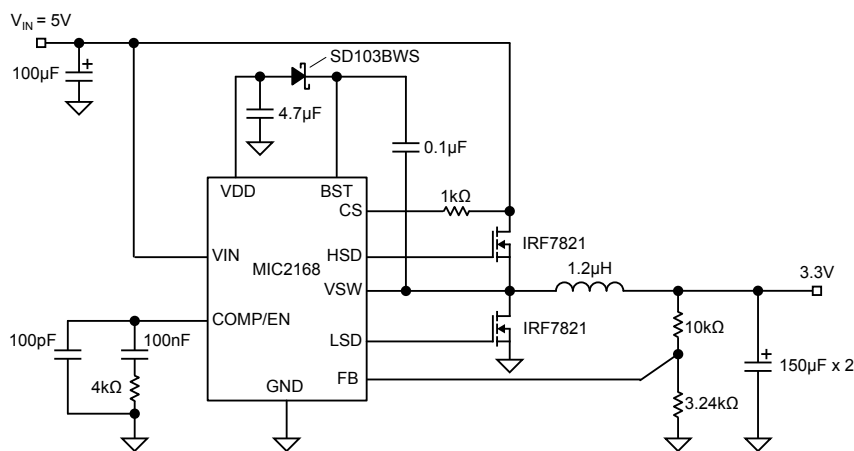 VIN = 5V
100µF
+
SD103BWS
4.7µF
0.1µF
VDD
BST
CS
1kΩ
HSD
IRF7821
VIN
MIC2168
VSW
1.2µH
3.3V
COMP/EN
100pF
100nF
LSD
IRF7821
10kΩ
+
150µF x 2
4kΩ
GND
FB
3.24kΩ